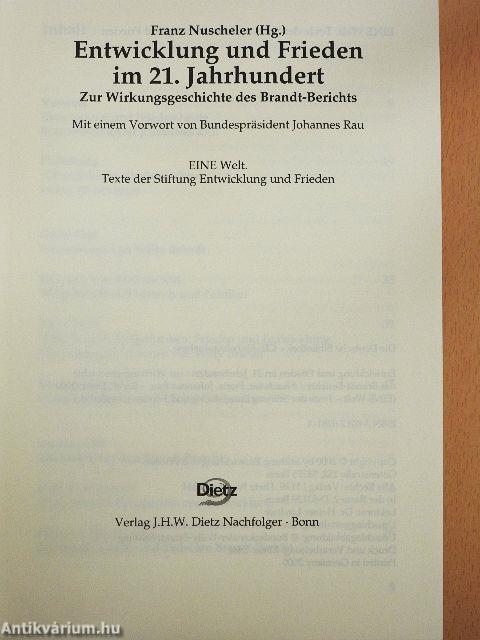 Franz Nuscheler (Hg.)
Entwicklung und Frieden
im 21. Jahrhundert
Zur Wirkungsgeschichte des Brandt-Berichts
Mit einem Vorwort von Bundespräsident Johannes Rau
EINE Welt.
Texte der Stiftung Entwicklung und Frieden
Dietz
Verlag J.H.W. Dietz Nachfolger · Bonn
Antikvárium.hu